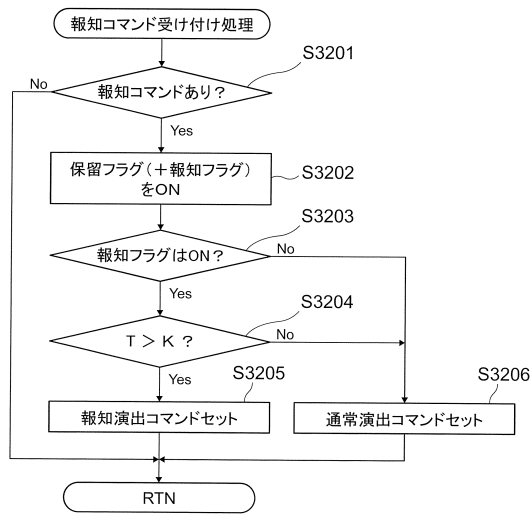 報知コマンド受け付け処理
S3201
報知コマンドあり?
No
Yes
保留フラグ(+報知フラグ)
をON
S3202
S3203
報知フラグはON?
No
Yes
S3204
T > K ?
No
Yes
S3205
S3206
報知演出コマンドセット
通常演出コマンドセット
RTN